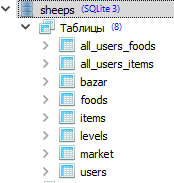 sheeps (SQLite 3)
Таблицы (8)
all_users_foods
all_users_items
bazar
foods
items
levels
market
users